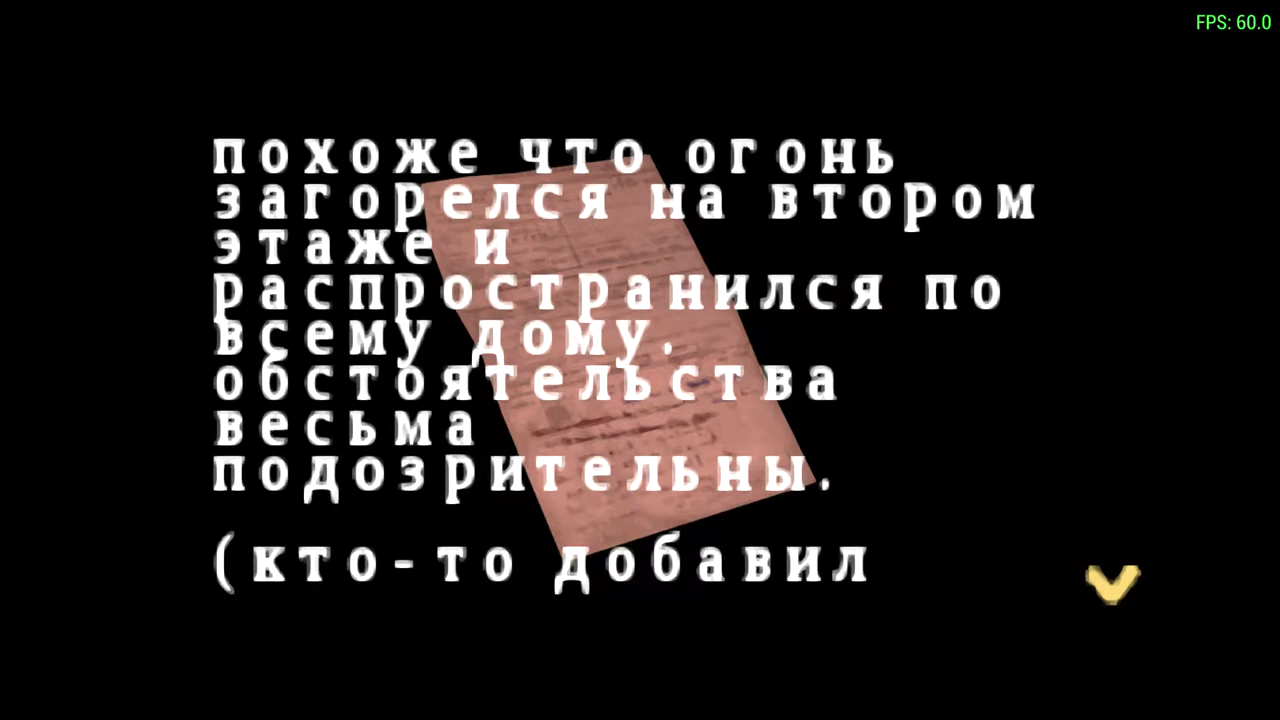 FPS: 60.0
похоже что огонь
загорелся на втором
этаже и
распространился по
всему дому.
обстоятельства
весьма
подозрительны.
(кто-то добавил